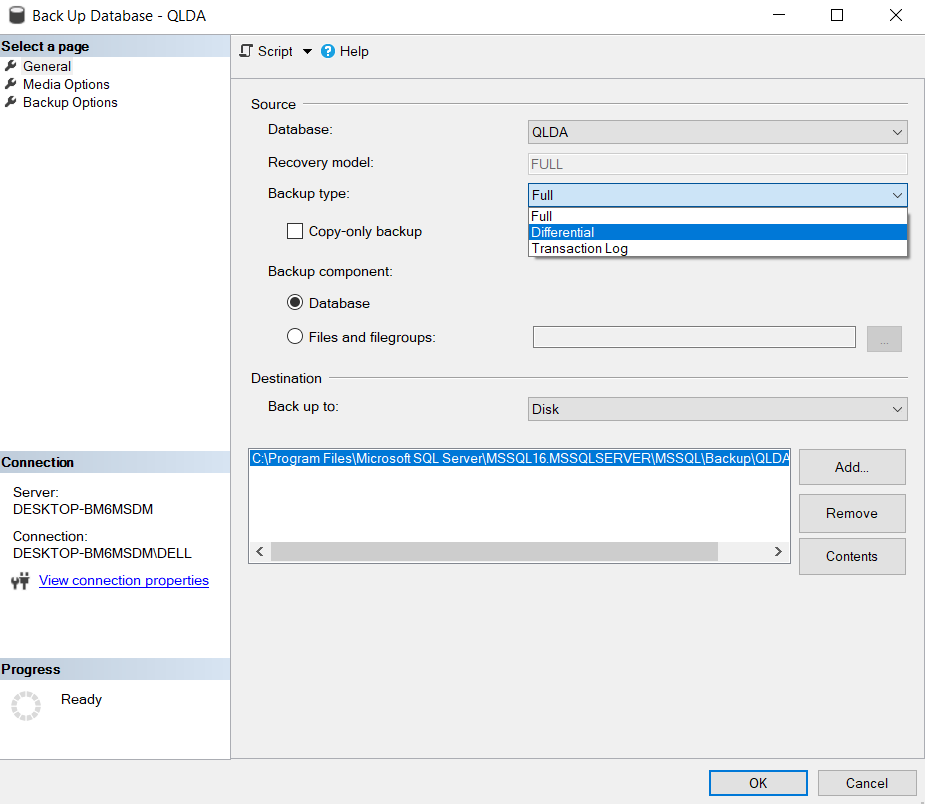 Back Up Database - QLDA
Select a page
General
Media Options
Backup Options
Script
Help
Source
Database:
QLDA
Recovery model:
FULL
Backup type:
Full
Full
Differential
Transaction Log
Copy-only backup
Backup component:
Database
Files and filegroups:
...
Destination
Back up to:
Disk
C:\Program Files\Microsoft SQL Server\MSSQL16.MSSQLSERVER\MSSQL\Backup\QLDA
Add...
Remove
Contents
Connection
Server:
DESKTOP-BM6MSDM
Connection:
DESKTOP-BM6MSDM\DELL
View connection properties
Progress
Ready
OK
Cancel